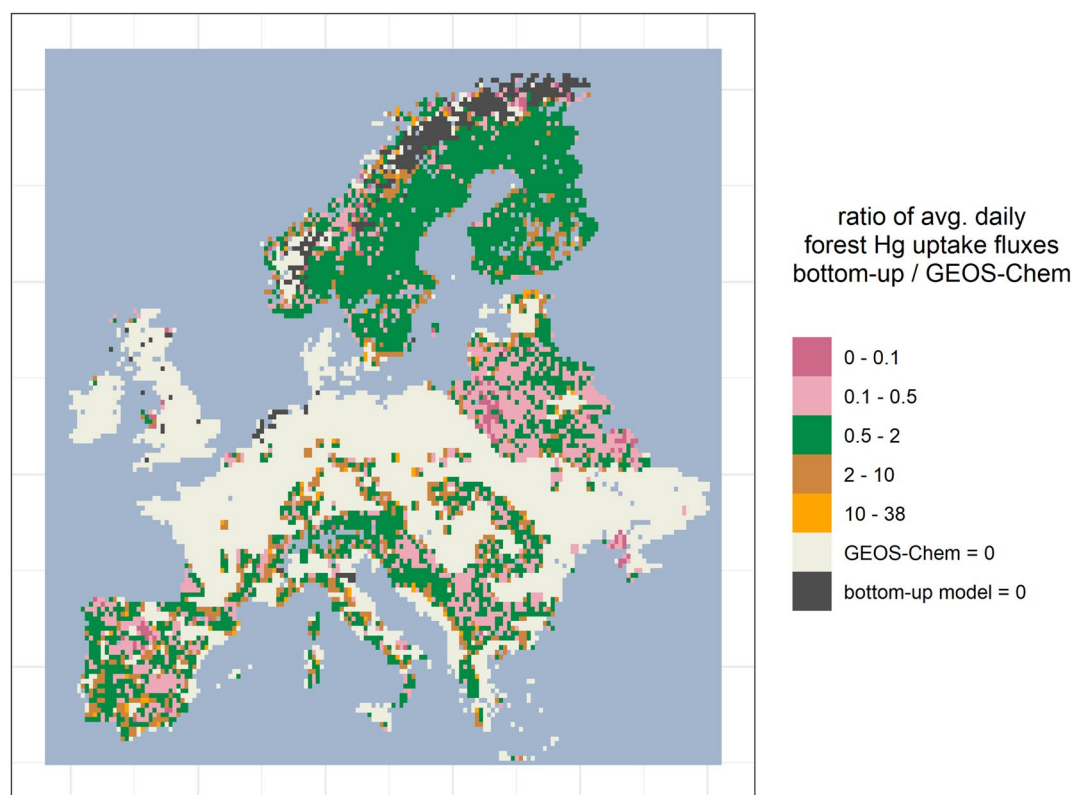 ratio of avg. daily
forest Hg uptake fluxes
bottom-up / GEOS-Chem
0 - 0.1
0.1 - 0.5
0.5 - 2
2 - 10
10 - 38
GEOS-Chem = 0
bottom-up model = 0